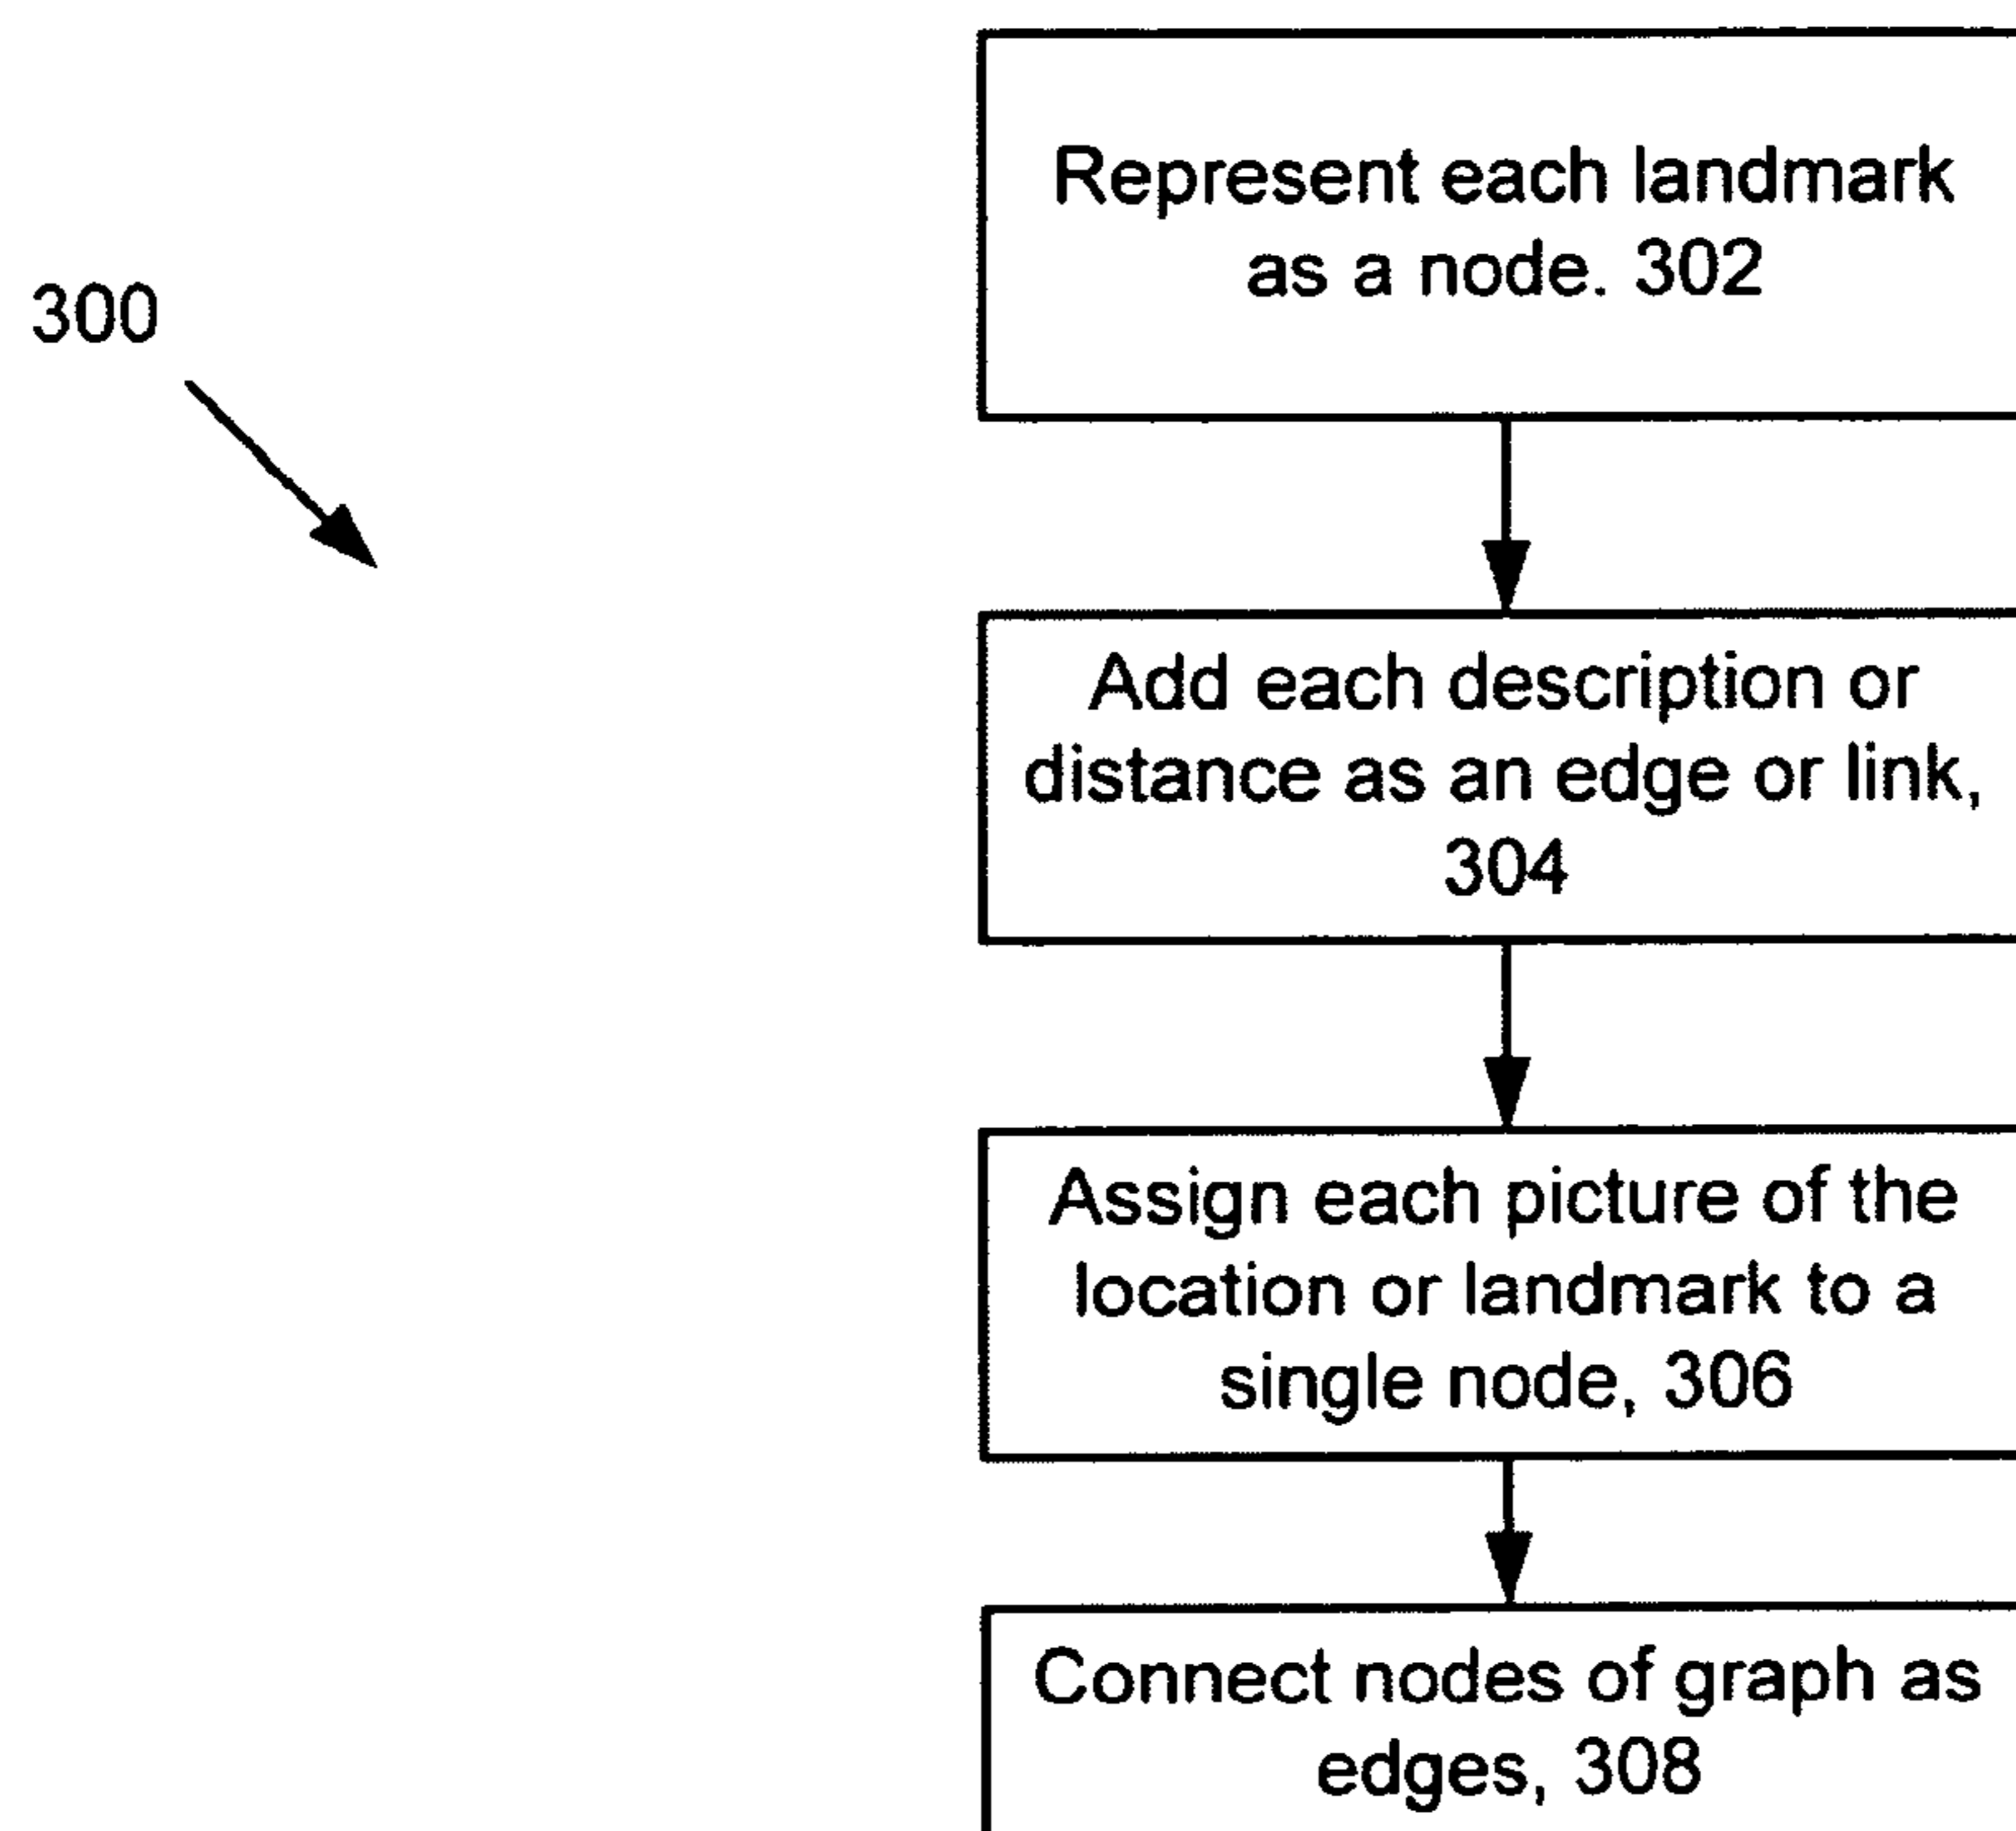 300
Represent each landmark
as a node. 302
Add each description or
distance as an edge or link,
304
Assign each picture of the
location or landmark to a
single node, 306
Connect nodes of graph as
edges, 308